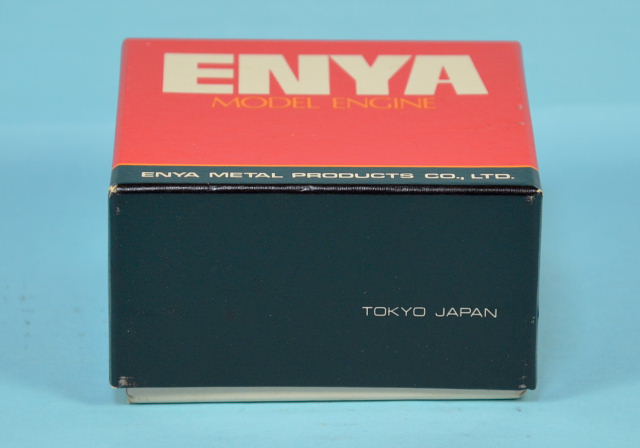 ENYA
MODEL ENGINE
ENYA METAL PRODUCTS CO., LTD.
TOKYO JAPAN